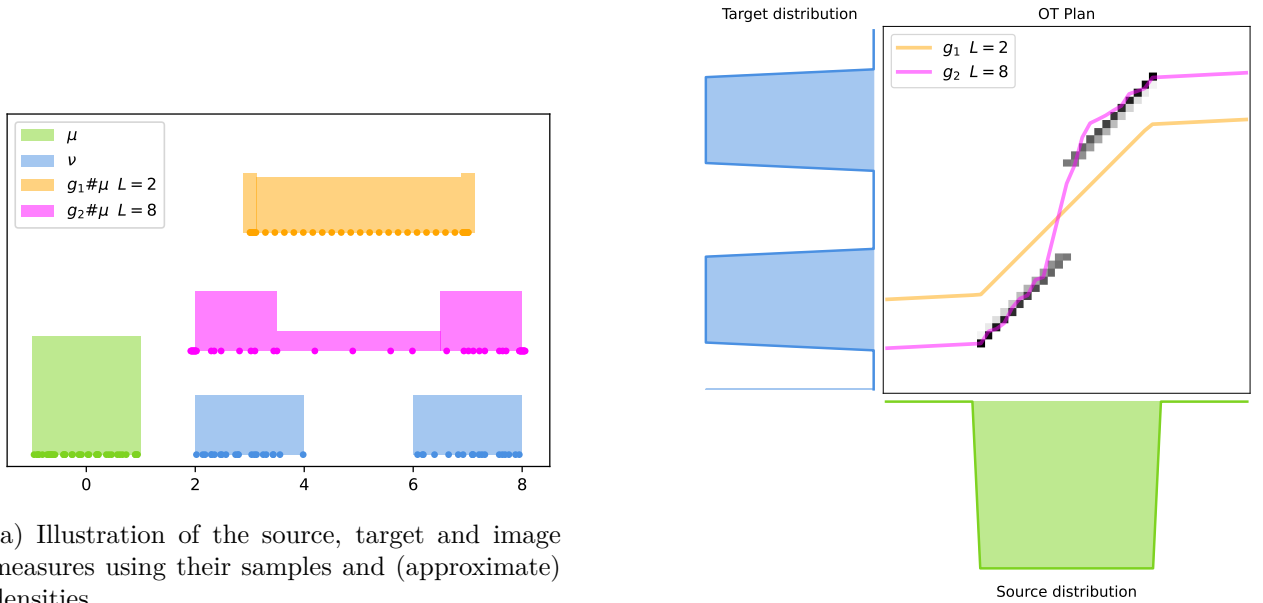 μ
ν
g₁#μ L = 2
g₂#μ L = 8
0 2 4 6 8
a) Illustration of the source, target and image
measures using their samples and (approximate)
densities
Target distribution
OT Plan
g₁ L = 2
g₂ L = 8
Source distribution